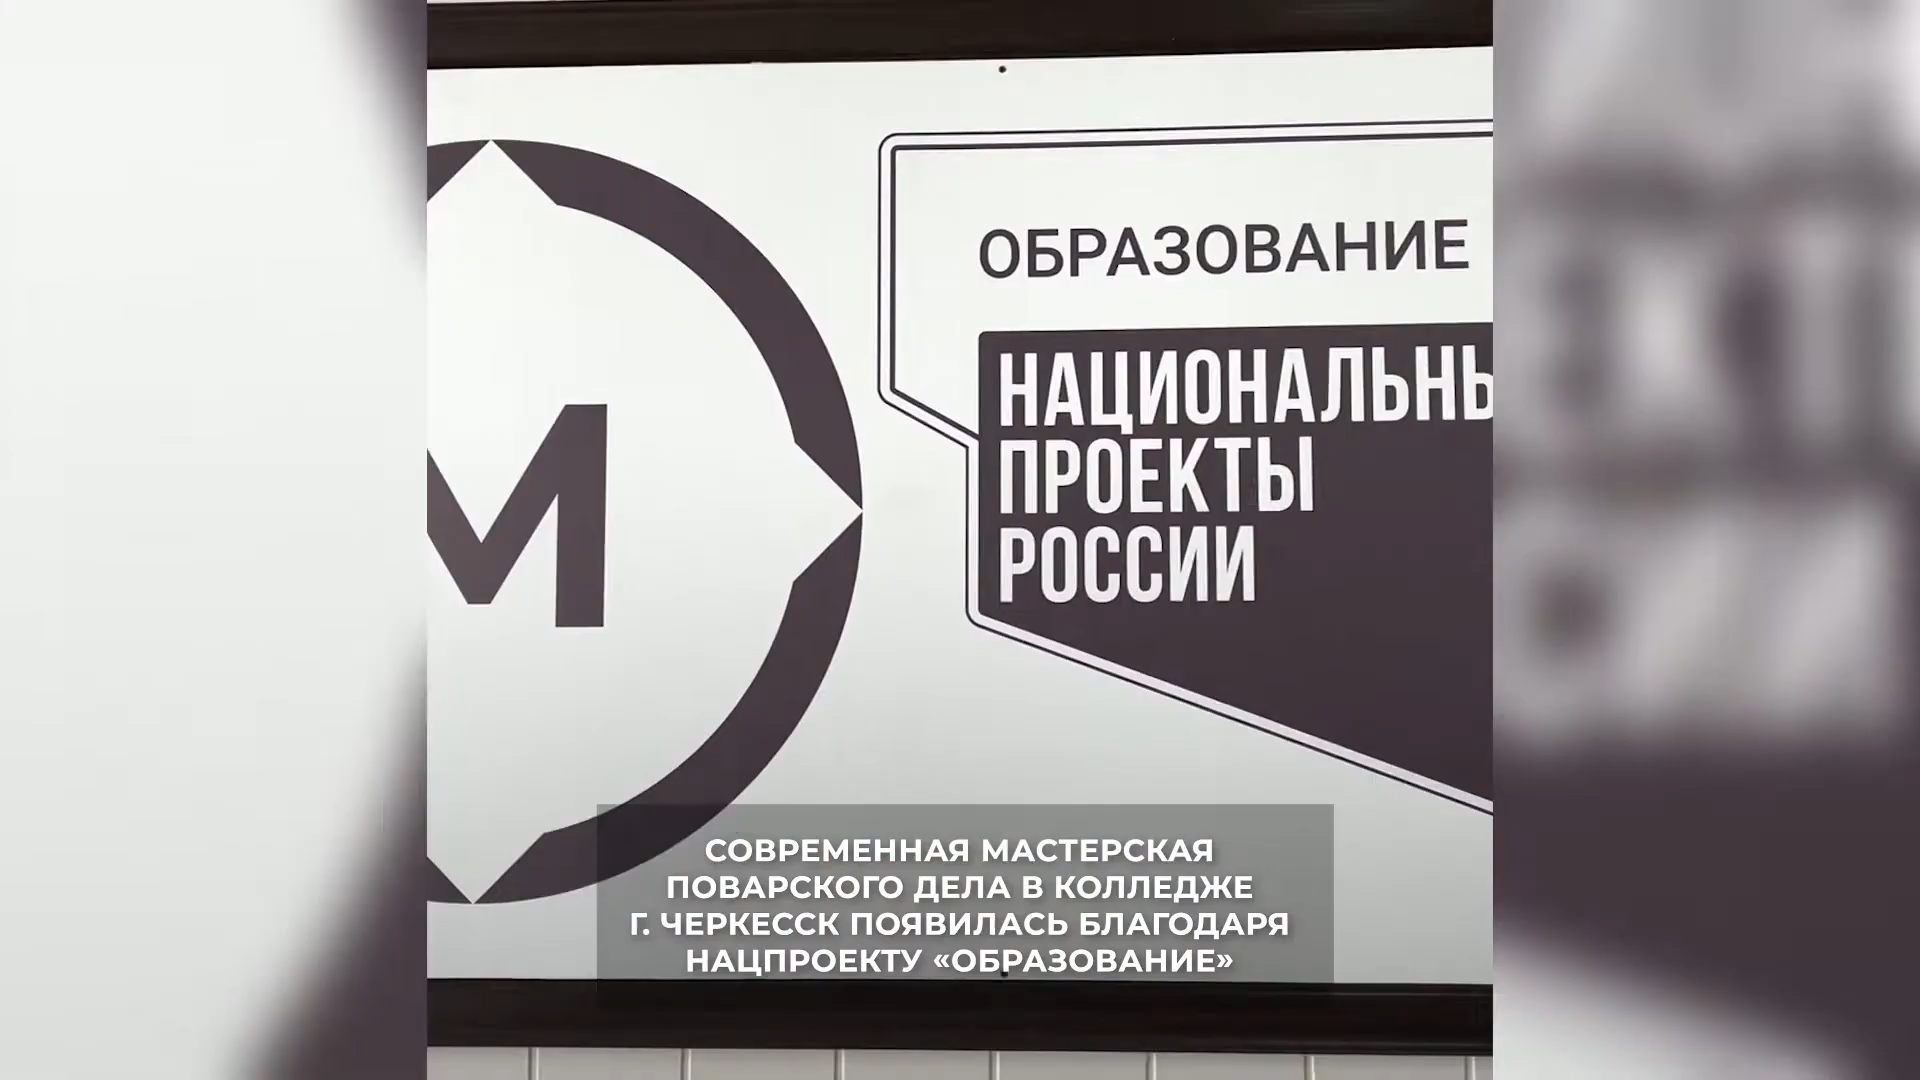 М
ОБРАЗОВАНИЕ
НАЦИОНАЛЬНЫ
ПРОЕКТЫ
РОССИИ
СОВРЕМЕННАЯ МАСТЕРСКАЯ
ПОВАРСКОГО ДЕЛА В КОЛЛЕДЖЕ
Г. ЧЕРКЕССК ПОЯВИЛАСЬ БЛАГОДАРЯ
НАЦПРОЕКТУ «ОБРАЗОВАНИЕ»